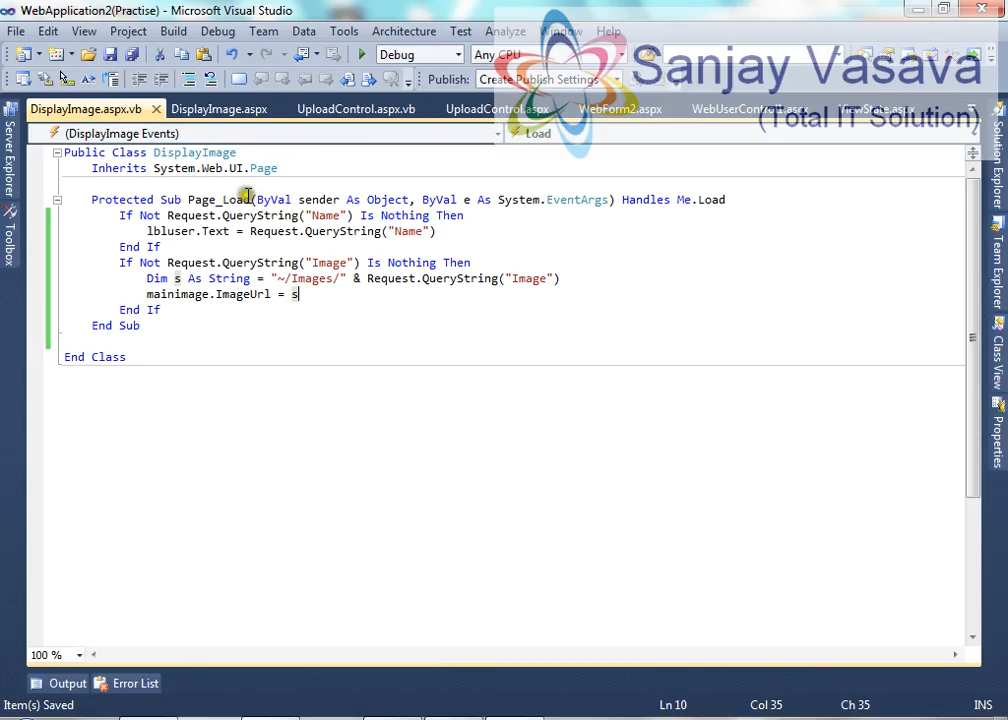 WebApplication2(Practise) - Microsoft Visual Studio
File Edit View Project Build Debug Team Data Tools Architecture Test Analyze Window Help
Debug Any CPU
Publish: Create Publish Settings
Sanjay Vasava
(Total IT Solution)
DisplayImage.aspx.vb DisplayImage.aspx UploadControl.aspx.vb UploadControl.aspx WebForm2.aspx WebUserControl1.ascx ViewState.aspx
(DisplayImage Events) Load
Public Class DisplayImage
Inherits System.Web.UI.Page
Protected Sub Page_Load(ByVal sender As Object, ByVal e As System.EventArgs) Handles Me.Load
If Not Request.QueryString("Name") Is Nothing Then
lbluser.Text = Request.QueryString("Name")
End If
If Not Request.QueryString("Image") Is Nothing Then
Dim s As String = "~/Images/" & Request.QueryString("Image")
mainimage.ImageUrl = s
End If
End Sub
End Class
Server Explorer
Toolbox
Solution Explorer
Team Explorer
Class View
Properties
100 %
Output Error List
Item(s) Saved Ln 10 Col 35 Ch 35 INS